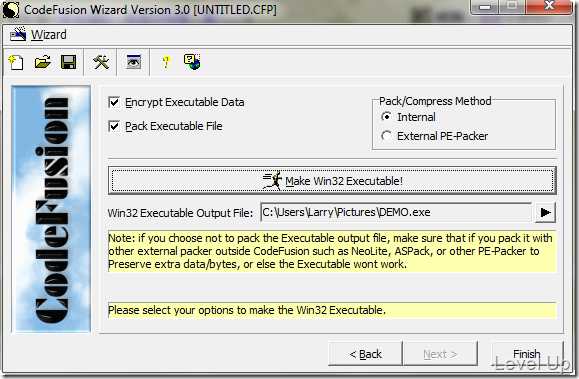 CodeFusion Wizard Version 3.0 [UNTITLED.CFP]
Wizard
CodeFusion
Encrypt Executable Data
Pack Executable File
Pack/Compress Method
Internal
External PE-Packer
Make Win32 Executable!
Win32 Executable Output File: C:\Users\Larry\Pictures\DEMO.exe
Note: if you choose not to pack the Executable output file, make sure that if you pack it with
other external packer outside CodeFusion such as NeoLite, ASPack, or other PE-Packer to
Preserve extra data/bytes, or else the Executable wont work.
Please select your options to make the Win32 Executable.
< Back
Next >
Finish
Level Up